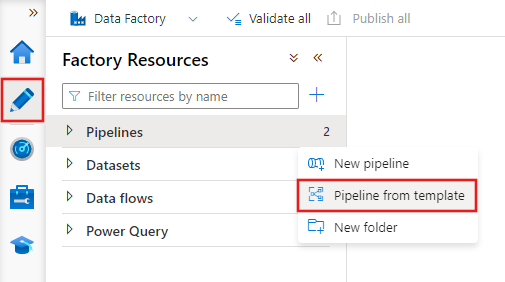 Data Factory
Validate all
Publish all
Factory Resources
Filter resources by name
Pipelines 2
New pipeline
Datasets
Pipeline from template
Data flows
New folder
Power Query